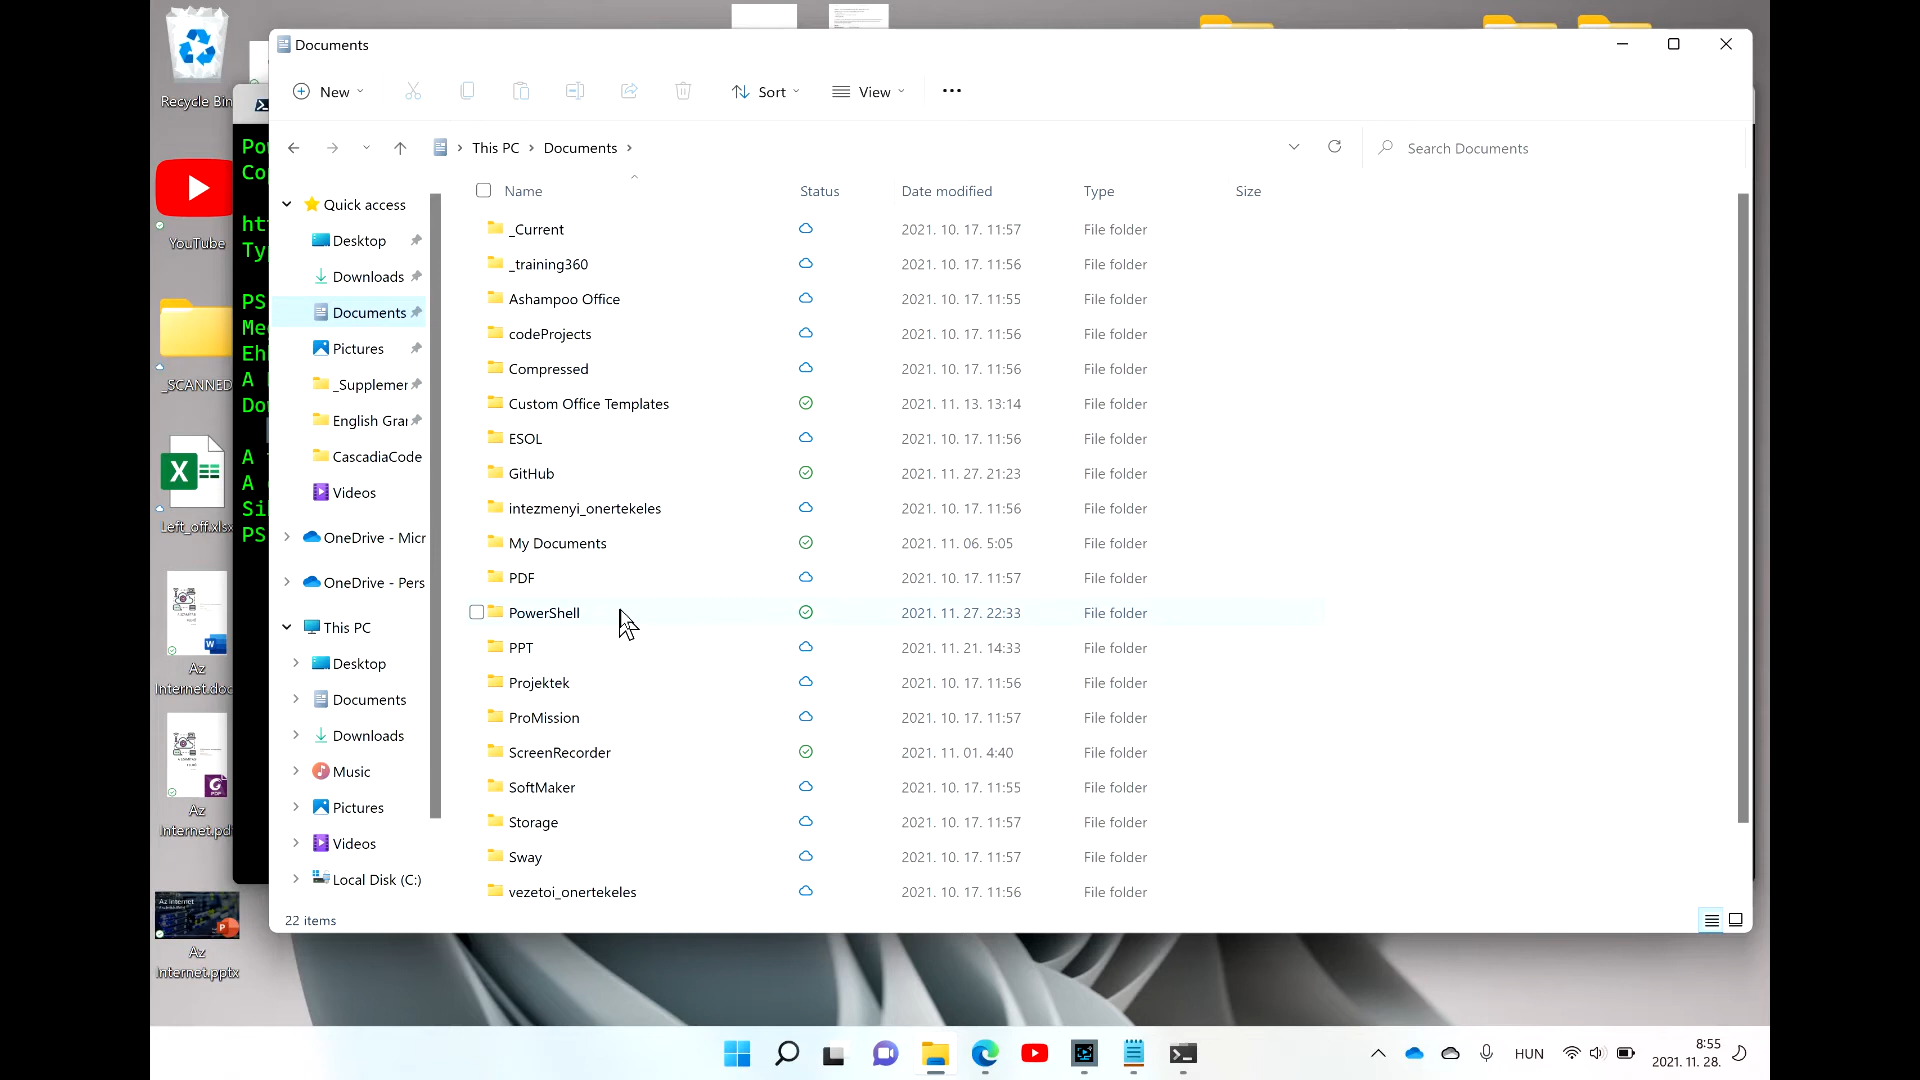 Documents
New
Sort
View
This PC
Documents
Search Documents
Name
Status
Date modified
Type
Size
Quick access
Desktop
Downloads
Documents
Pictures
_Supplemen
English Gra
CascadiaCode
Videos
OneDrive - Micr
OneDrive - Pers
This PC
Desktop
Documents
Downloads
Music
Pictures
Videos
Local Disk (C:)
_Current 2021. 10. 17. 11:57 File folder
_training360 2021. 10. 17. 11:56 File folder
Ashampoo Office 2021. 10. 17. 11:55 File folder
codeProjects 2021. 10. 17. 11:56 File folder
Compressed 2021. 10. 17. 11:56 File folder
Custom Office Templates 2021. 11. 13. 13:14 File folder
ESOL 2021. 10. 17. 11:56 File folder
GitHub 2021. 11. 27. 21:23 File folder
intezmenyi_onertekeles 2021. 10. 17. 11:56 File folder
My Documents 2021. 11. 06. 5:05 File folder
PDF 2021. 10. 17. 11:57 File folder
PowerShell 2021. 11. 27. 22:33 File folder
PPT 2021. 11. 21. 14:33 File folder
Projektek 2021. 10. 17. 11:56 File folder
ProMission 2021. 10. 17. 11:57 File folder
ScreenRecorder 2021. 11. 01. 4:40 File folder
SoftMaker 2021. 10. 17. 11:55 File folder
Storage 2021. 10. 17. 11:57 File folder
Sway 2021. 10. 17. 11:57 File folder
vezetoi_onertekeles 2021. 10. 17. 11:56 File folder
22 items
Recycle Bin
YouTube
_SCANNED
Left_off.xlsx
Az
Internet.doc
Az
Internet.pd
Az Internet
Az
Internet.pptx
Typ
PS
A
A
A
PS
HUN
8:55
2021. 11. 28.